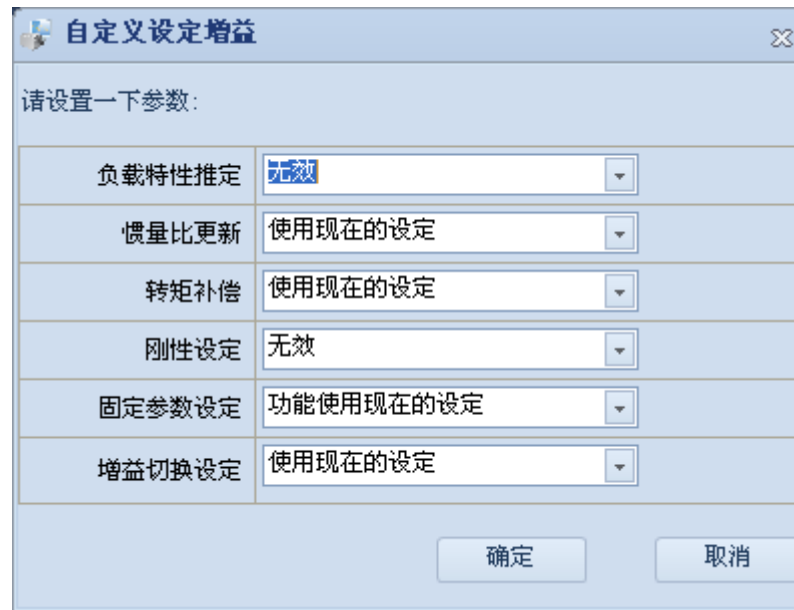 自定义设定增益
请设置一下参数:
负载特性推定 无效
惯量比更新 使用现在的设定
转矩补偿 使用现在的设定
刚性设定 无效
固定参数设定 功能使用现在的设定
增益切换设定 使用现在的设定
确定 取消